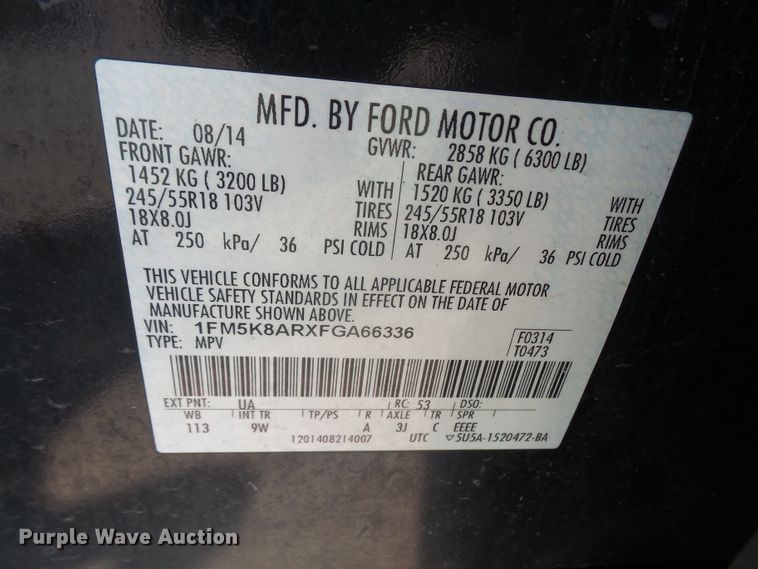 MFD. BY FORD MOTOR CO.
DATE: 08/14 GVWR: 2858 KG ( 6300 LB)
FRONT GAWR: REAR GAWR:
1452 KG ( 3200 LB) WITH 1520 KG ( 3350 LB) WITH
245/55R18 103V TIRES 245/55R18 103V TIRES
18X8.0J RIMS 18X8.0J RIMS
AT 250 kPa/ 36 PSI COLD AT 250 kPa/ 36 PSI COLD
THIS VEHICLE CONFORMS TO ALL APPLICABLE FEDERAL MOTOR
VEHICLE SAFETY STANDARDS IN EFFECT ON THE DATE OF
MANUFACTURE SHOWN ABOVE.
VIN: 1FM5K8ARXFGA66336 F0314
TYPE: MPV T0473
EXT PNT: UA RC: 53 DSO:
WB INT TR TP/PS R AXLE TR SPR
113 9W A 3J C EEEE
1201408214007 UTC ▽5U5A-1520472-BA
Purple Wave Auction